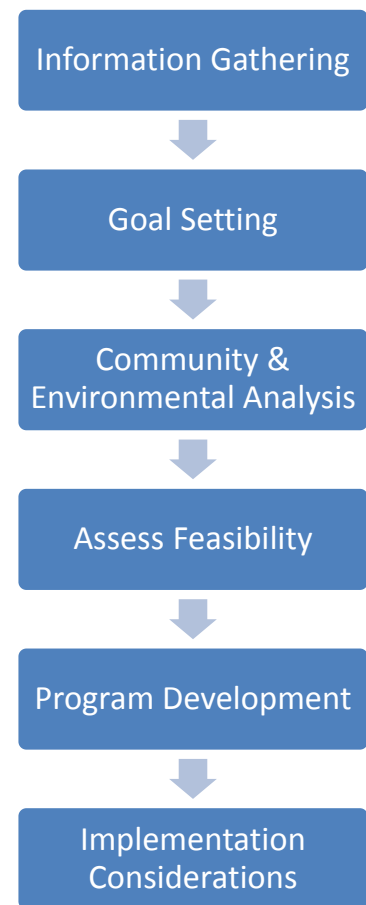 Information Gathering
Goal Setting
Community &
Environmental Analysis
Assess Feasibility
Program Development
Implementation
Considerations